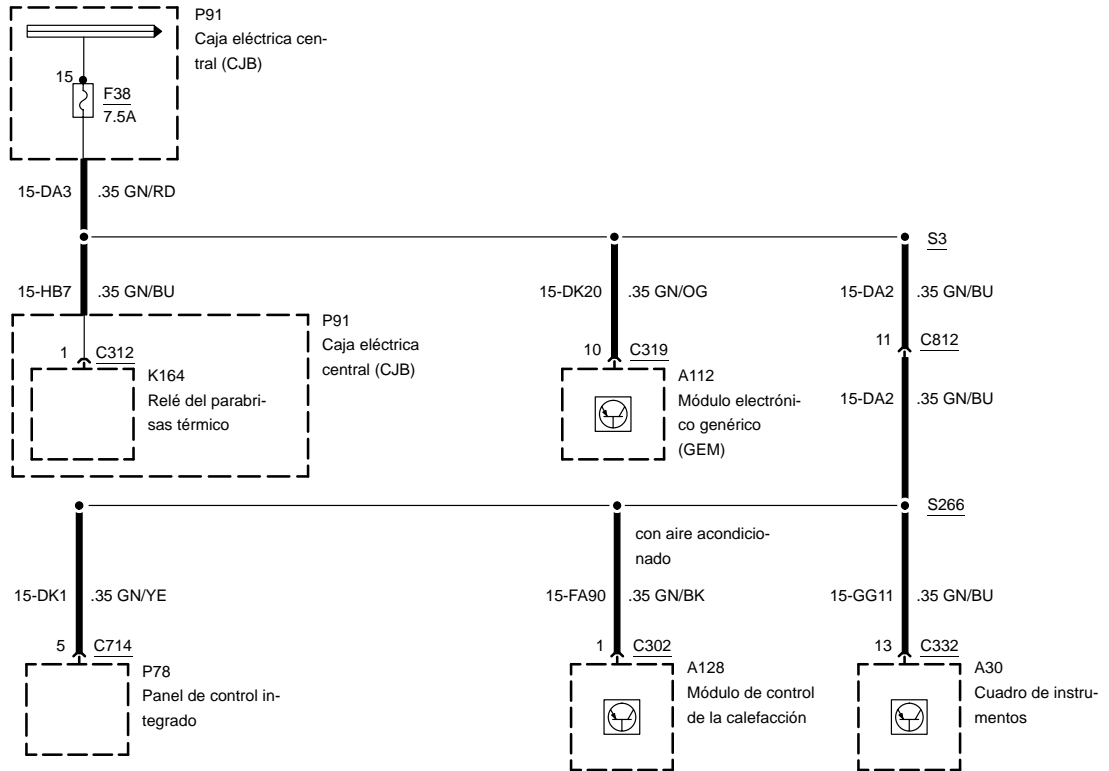 P91
Caja eléctrica cen-
tral (CJB)
15
F38
7.5A
15-DA3 .35 GN/RD
S3
15-HB7 .35 GN/BU
15-DK20 .35 GN/OG
15-DA2 .35 GN/BU
P91
Caja eléctrica
central (CJB)
1 C312
K164
Relé del parabri-
sas térmico
10 C319
A112
Módulo electróni-
co genérico
(GEM)
11 C812
15-DA2 .35 GN/BU
S266
con aire acondicio-
nado
15-DK1 .35 GN/YE
15-FA90 .35 GN/BK
15-GG11 .35 GN/BU
5 C714
P78
Panel de control in-
tegrado
1 C302
A128
Módulo de control
de la calefacción
13 C332
A30
Cuadro de instru-
mentos